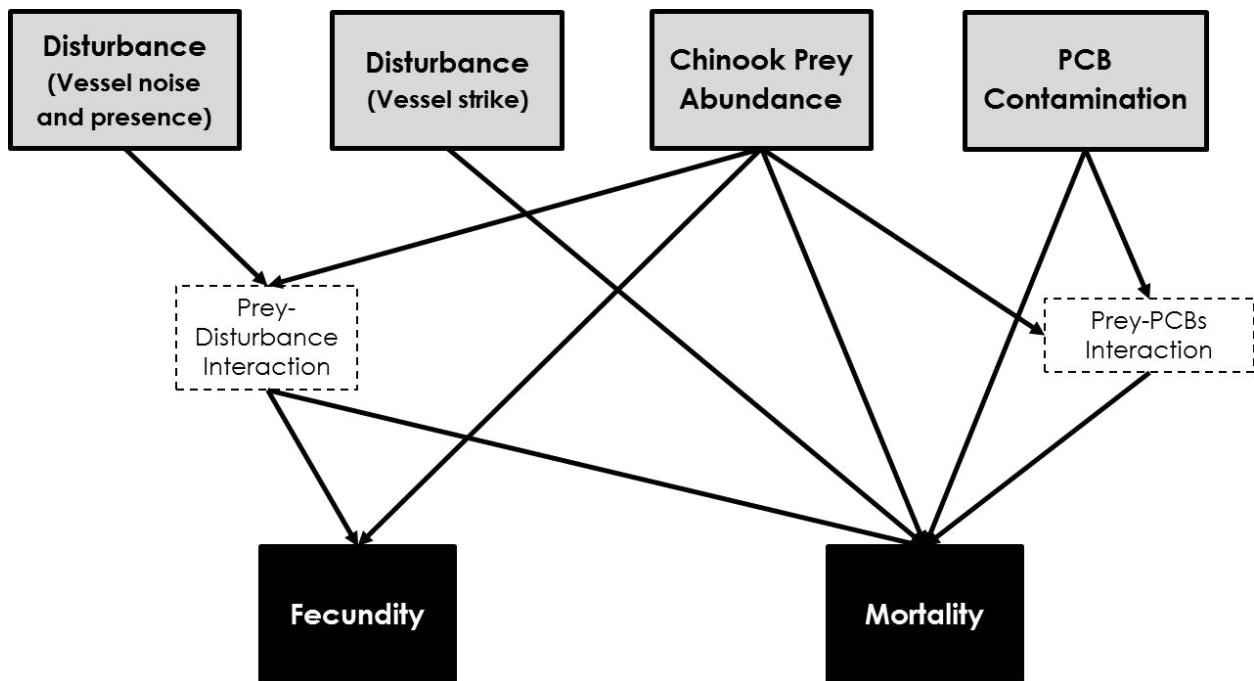 Disturbance
(Vessel noise
and presence)
Disturbance
(Vessel strike)
Chinook Prey
Abundance
PCB
Contamination
Prey-
Disturbance
Interaction
Prey-PCBs
Interaction
Fecundity
Mortality